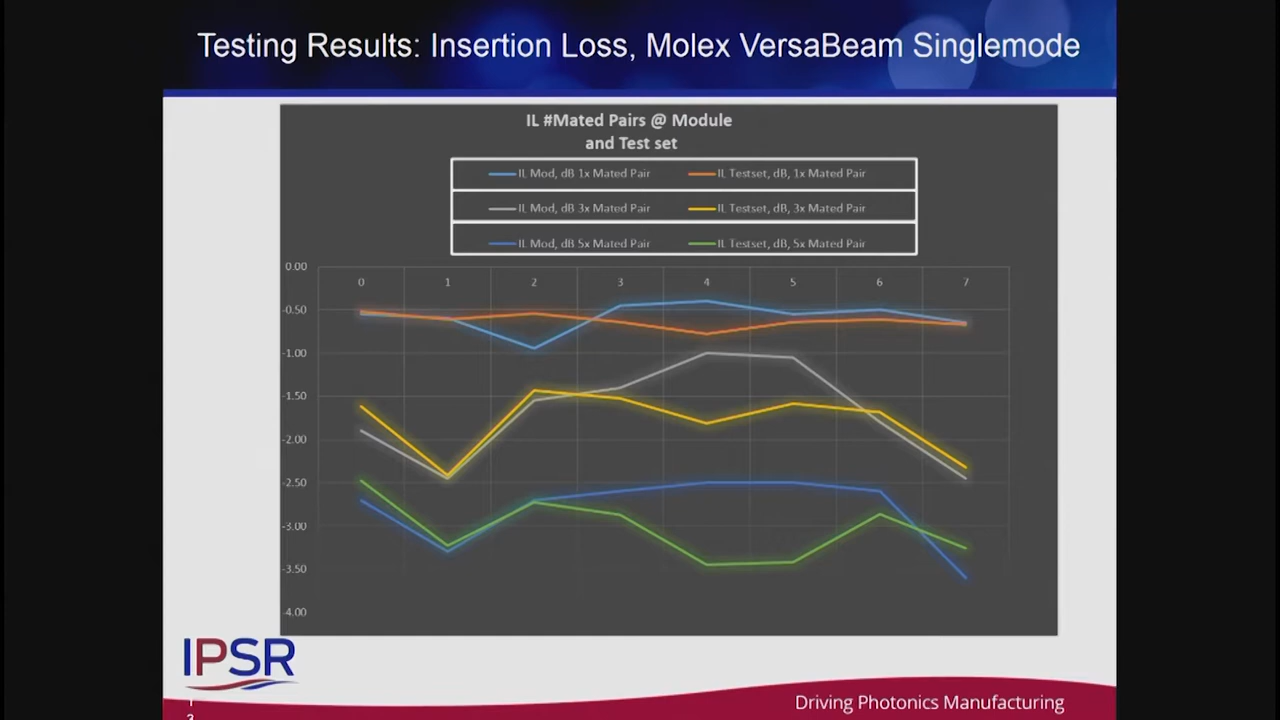 Testing Results: Insertion Loss, Molex VersaBeam Singlemode
IL #Mated Pairs @ Module
and Test set
IL Mod, dB 1x Mated Pair IL Testset, dB, 1x Mated Pair
IL Mod, dB 3x Mated Pair IL Testset, dB, 3x Mated Pair
IL Mod, dB 5x Mated Pair IL Testset, dB, 5x Mated Pair
0.00
0 1 2 3 4 5 6 7
-0.50
-1.00
-1.50
-2.00
-2.50
-3.00
-3.50
-4.00
IPSR
Driving Photonics Manufacturing